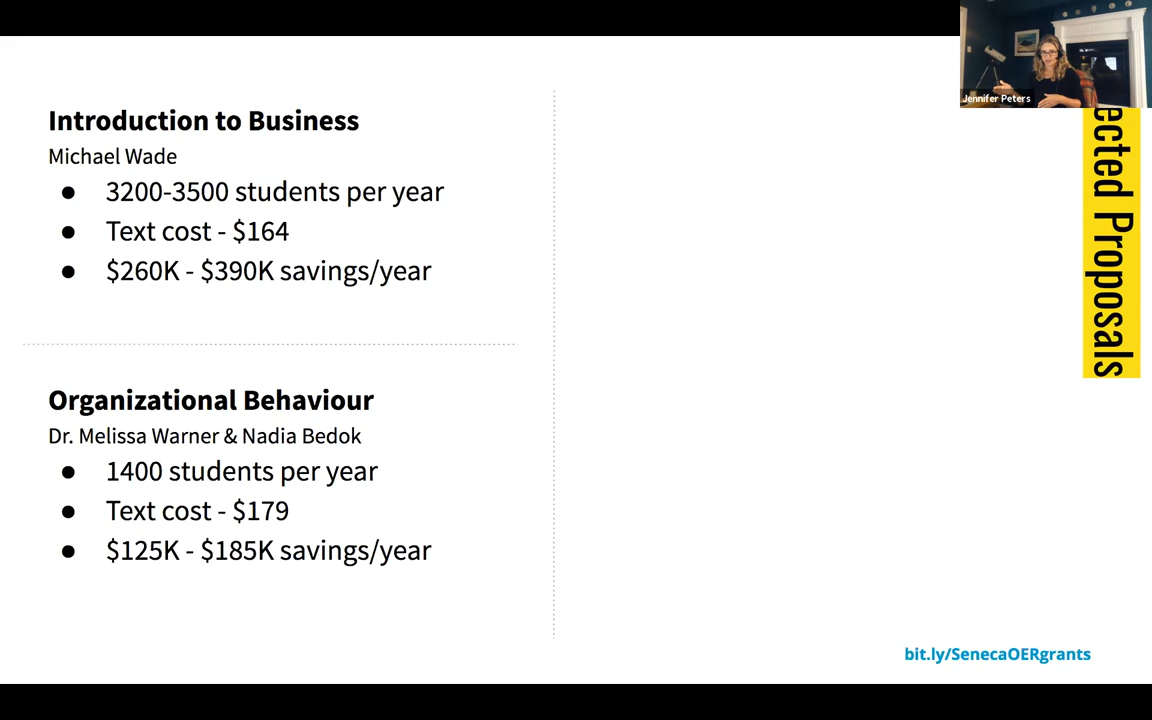 Introduction to Business
Michael Wade
● 3200-3500 students per year
● Text cost - $164
● $260K - $390K savings/year
Organizational Behaviour
Dr. Melissa Warner & Nadia Bedok
● 1400 students per year
● Text cost - $179
● $125K - $185K savings/year
Jennifer Peters
ected Proposals
bit.ly/SenecaOERgrants